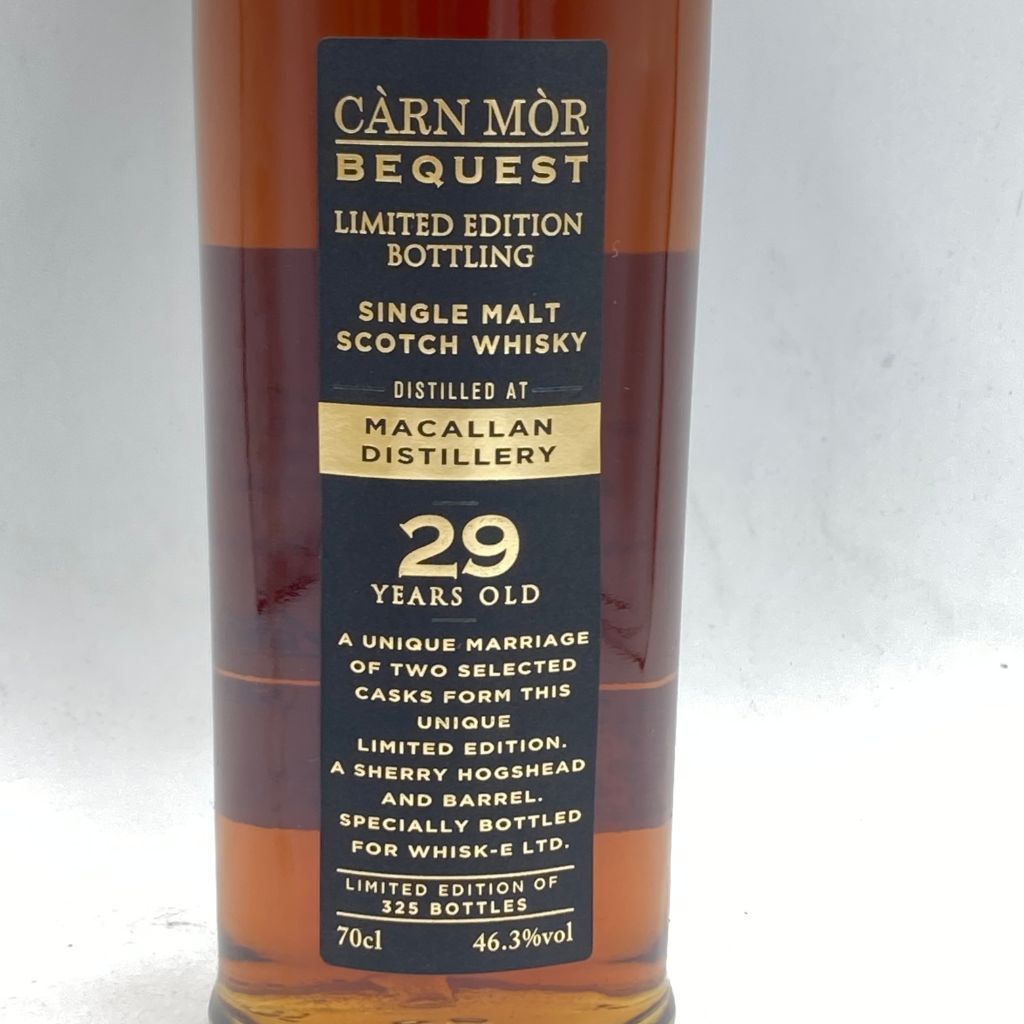 CÀRN MÒR
BEQUEST
LIMITED EDITION
BOTTLING
SINGLE MALT
SCOTCH WHISKY
DISTILLED AT
MACALLAN
DISTILLERY
29
YEARS OLD
A UNIQUE MARRIAGE
OF TWO SELECTED
CASKS FORM THIS
UNIQUE
LIMITED EDITION.
A SHERRY HOGSHEAD
AND BARREL.
SPECIALLY BOTTLED
FOR WHISK-E LTD.
LIMITED EDITION OF
325 BOTTLES
70cl 46.3%vol